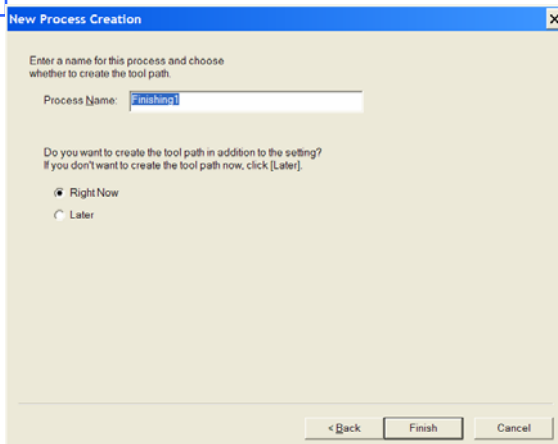 New Process Creation
Enter a name for this process and choose
whether to create the tool path.
Process Name: Finishing1
Do you want to create the tool path in addition to the setting?
If you don't want to create the tool path now, click [Later].
Right Now
Later
< Back Finish Cancel